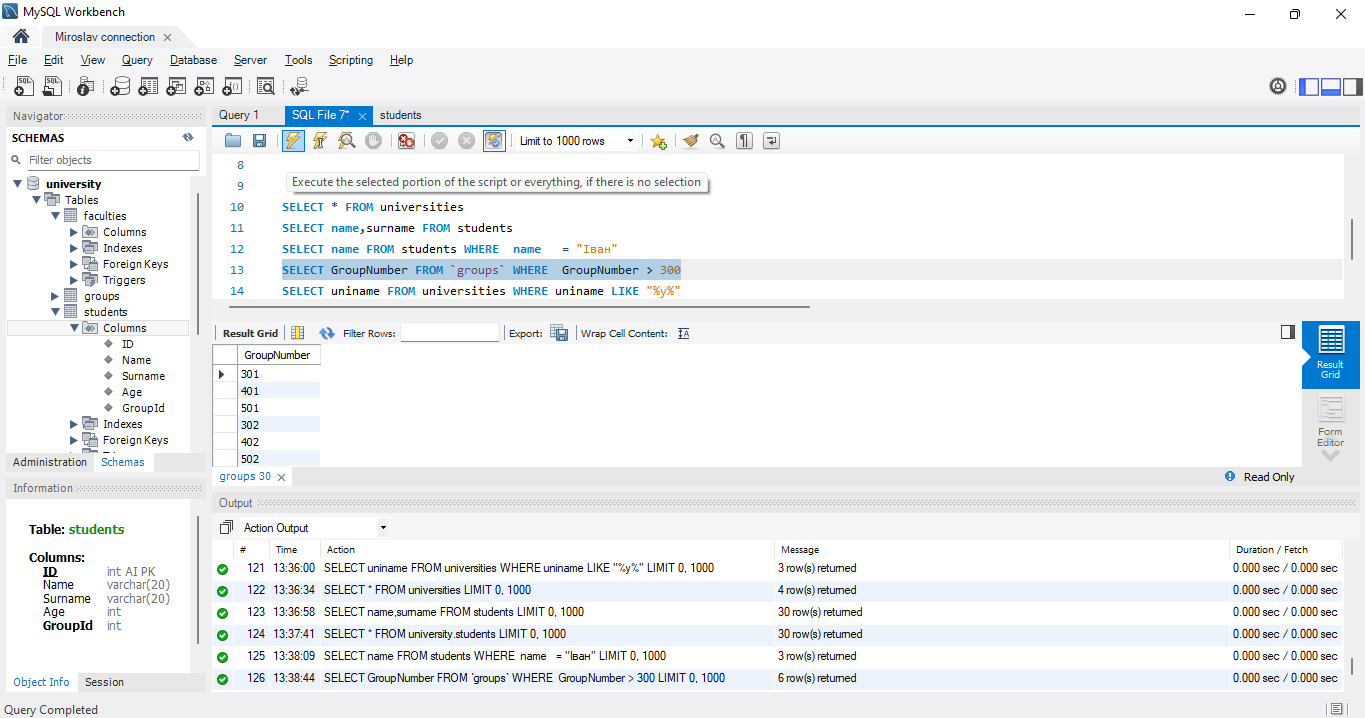 MySQL Workbench
Miroslav connection
File Edit View Query Database Server Tools Scripting Help
Navigator
SCHEMAS
Filter objects
university
Tables
faculties
Columns
Indexes
Foreign Keys
Triggers
groups
students
Columns
ID
Name
Surname
Age
GroupId
Indexes
Foreign Keys
Administration Schemas
Information
Table: students
Columns:
ID int AI PK
Name varchar(20)
Surname varchar(20)
Age int
GroupId int
Object Info Session
Query 1 SQL File 7* students
Limit to 1000 rows
8
9
Execute the selected portion of the script or everything, if there is no selection
10 SELECT * FROM universities
11 SELECT name,surname FROM students
12 SELECT name FROM students WHERE  name   = "Іван"
13 SELECT GroupNumber FROM `groups` WHERE  GroupNumber > 300
14 SELECT uniname FROM universities WHERE uniname LIKE "%y%"
Result Grid Filter Rows: Export: Wrap Cell Content:
GroupNumber
301
401
501
302
402
502
Result
Grid
Form
Editor
groups 30 Read Only
Output
Action Output
# Time Action Message Duration / Fetch
121 13:36:00 SELECT uniname FROM universities WHERE uniname LIKE "%y%" LIMIT 0, 1000 3 row(s) returned 0.000 sec / 0.000 sec
122 13:36:34 SELECT * FROM universities LIMIT 0, 1000 4 row(s) returned 0.000 sec / 0.000 sec
123 13:36:58 SELECT name,surname FROM students LIMIT 0, 1000 30 row(s) returned 0.000 sec / 0.000 sec
124 13:37:41 SELECT * FROM university.students LIMIT 0, 1000 30 row(s) returned 0.000 sec / 0.000 sec
125 13:38:09 SELECT name FROM students WHERE  name   = "Іван" LIMIT 0, 1000 3 row(s) returned 0.000 sec / 0.000 sec
126 13:38:44 SELECT GroupNumber FROM `groups` WHERE  GroupNumber > 300 LIMIT 0, 1000 6 row(s) returned 0.000 sec / 0.000 sec
Query Completed